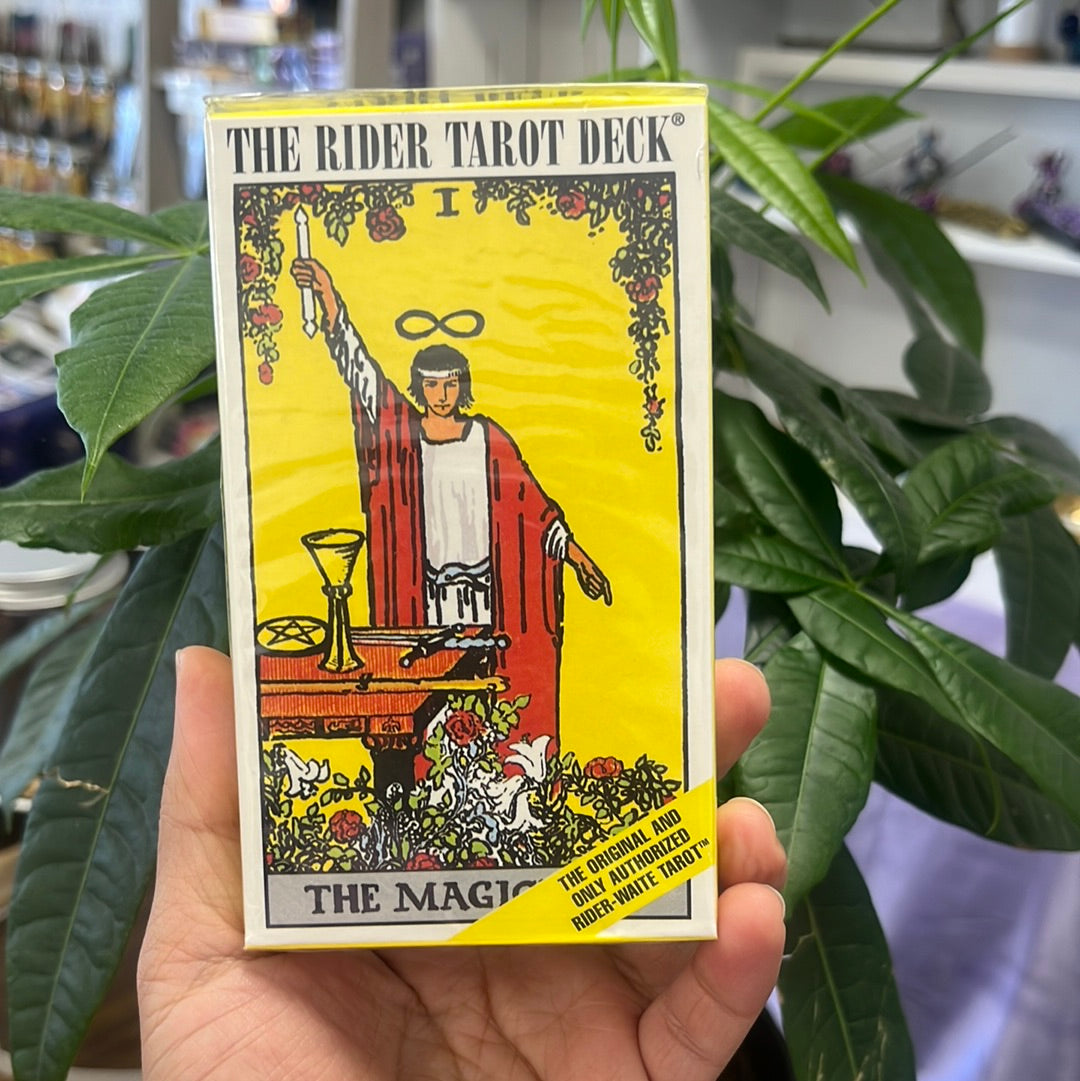 THE RIDER TAROT DECK®
I
THE MAGIC
THE ORIGINAL AND
ONLY AUTHORIZED
RIDER-WAITE TAROT™